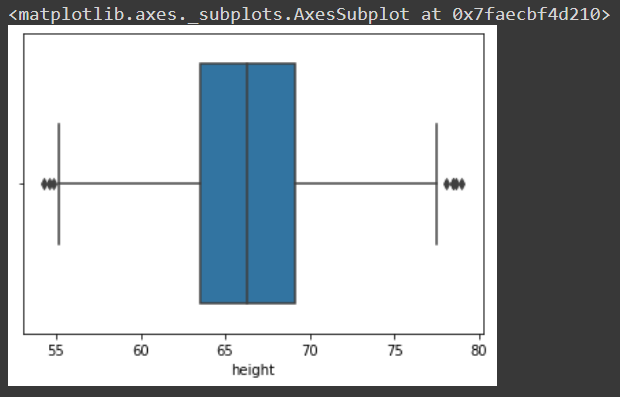 <matplotlib.axes._subplots.AxesSubplot at 0x7faecbf4d210>
55 60 65 70 75 80
height